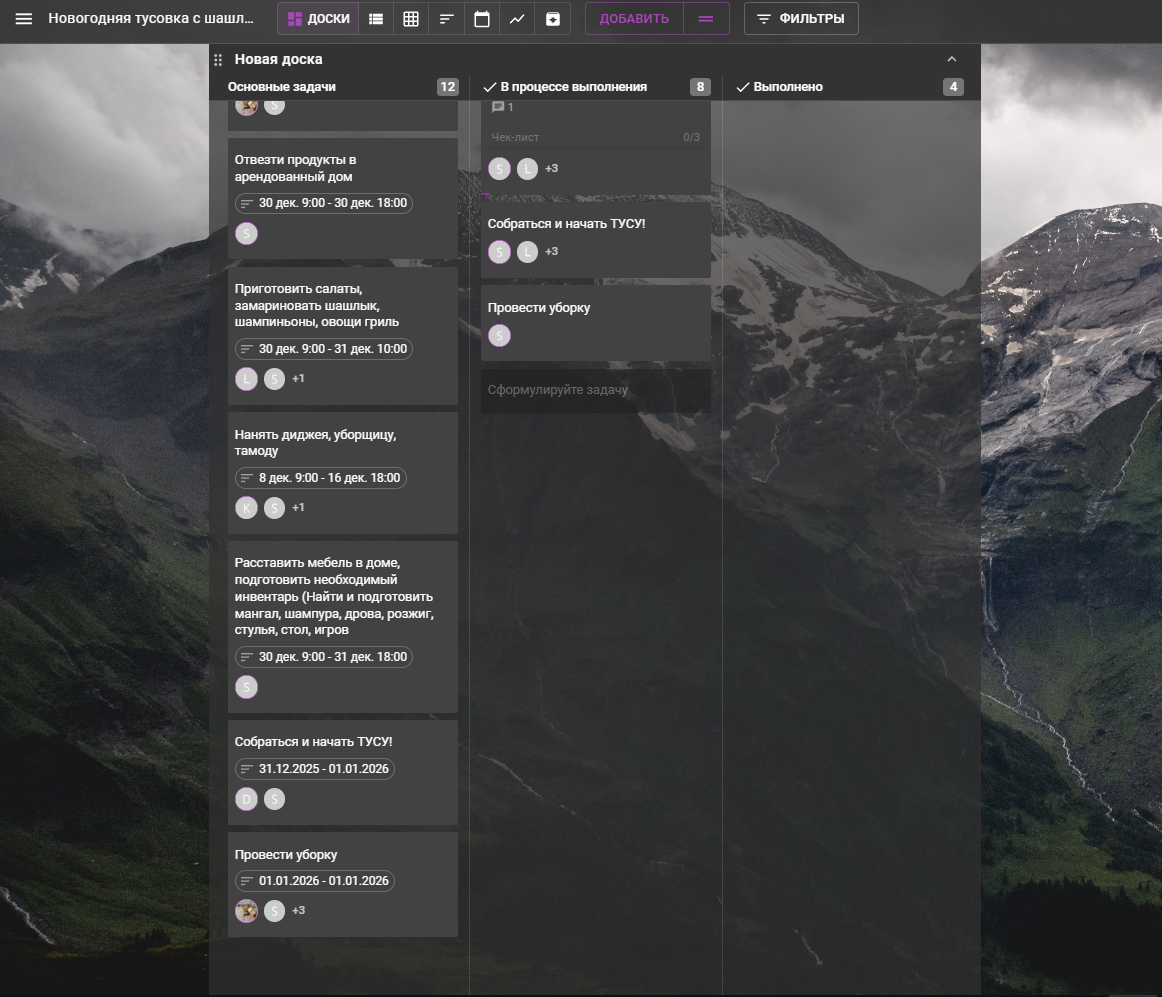 Новогодняя тусовка с шашл...
ДОСКИ
ДОБАВИТЬ
ФИЛЬТРЫ
Новая доска
Основные задачи
12
S
Отвезти продукты в
арендованный дом
30 дек. 9:00 - 30 дек. 18:00
S
Приготовить салаты,
замариновать шашлык,
шампиньоны, овощи гриль
30 дек. 9:00 - 31 дек. 10:00
L S +1
Нанять диджея, уборщицу,
тамоду
8 дек. 9:00 - 16 дек. 18:00
K S +1
Расставить мебель в доме,
подготовить необходимый
инвентарь (Найти и подготовить
мангал, шампура, дрова, розжиг,
стулья, стол, игров
30 дек. 9:00 - 31 дек. 18:00
S
Собраться и начать ТУСУ!
31.12.2025 - 01.01.2026
D S
Провести уборку
01.01.2026 - 01.01.2026
S +3
В процессе выполнения
8
1
Чек-лист 0/3
S L +3
Собраться и начать ТУСУ!
S L +3
Провести уборку
S
Сформулируйте задачу
Выполнено
4